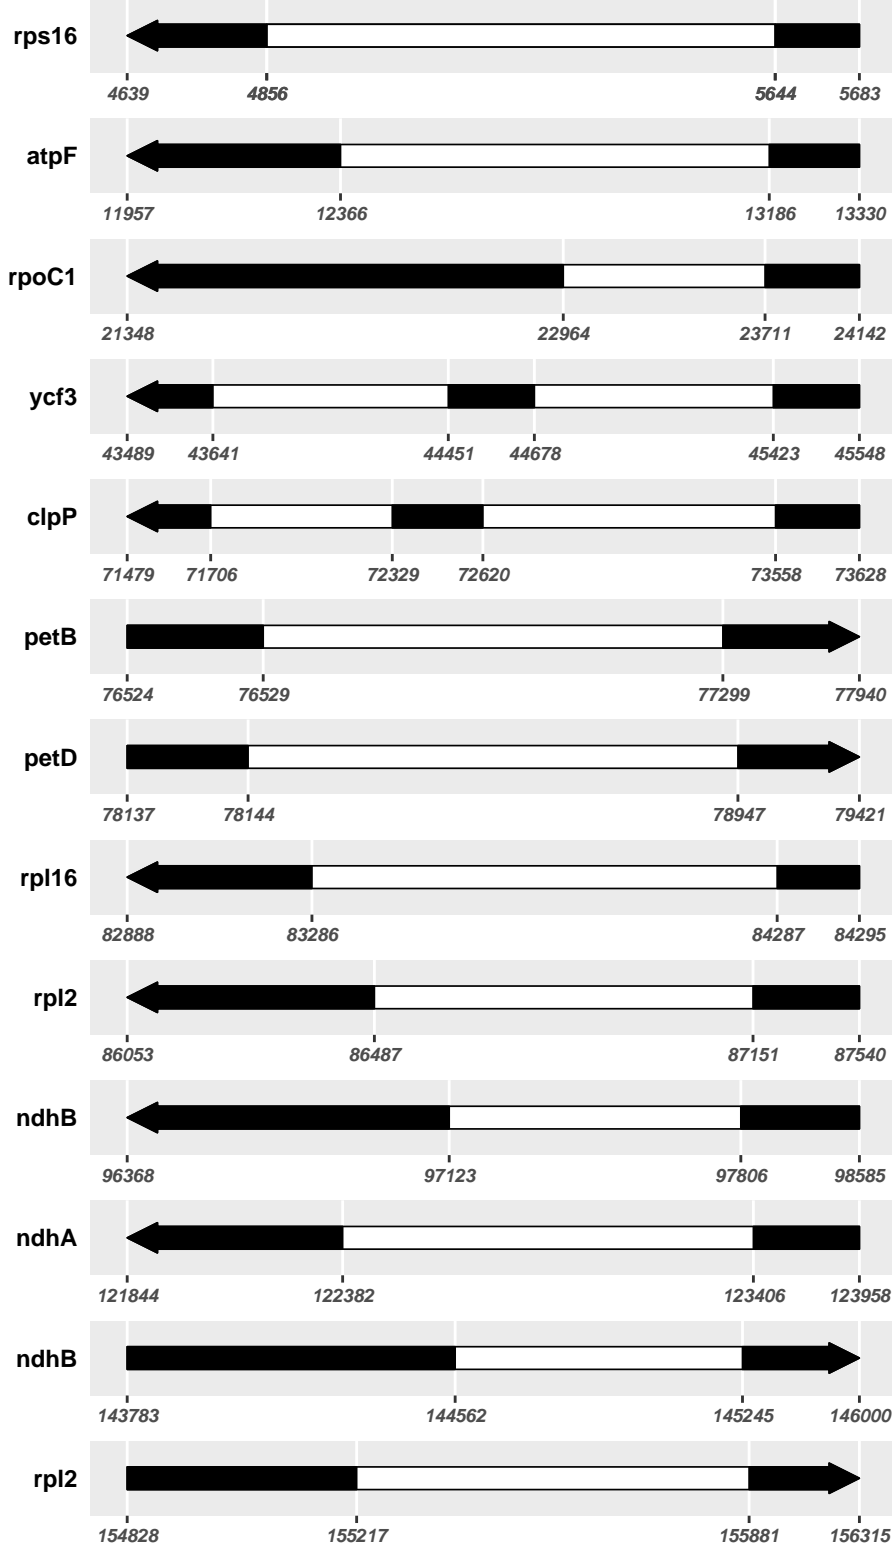 rps16
4639 4856 5644 5683
atpF
11957 12366 13186 13330
rpoC1
21348 22964 23711 24142
ycf3
43489 43641 44451 44678 45423 45548
clpP
71479 71706 72329 72620 73558 73628
petB
76524 76529 77299 77940
petD
78137 78144 78947 79421
rpl16
82888 83286 84287 84295
rpl2
86053 86487 87151 87540
ndhB
96368 97123 97806 98585
ndhA
121844 122382 123406 123958
ndhB
143783 144562 145245 146000
rpl2
154828 155217 155881 156315